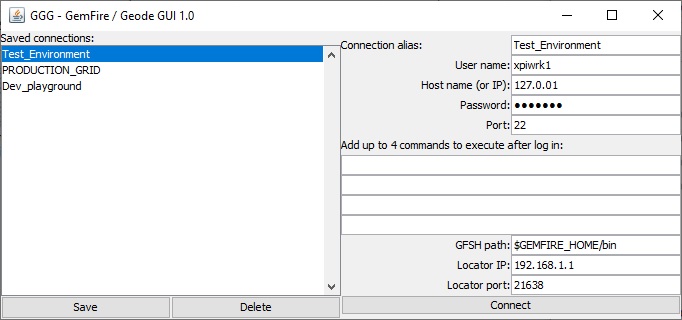 GGG - GemFire / Geode GUI 1.0
Saved connections:
Test_Environment
PRODUCTION_GRID
Dev_playground
Save
Delete
Connection alias: Test_Environment
User name: xpiwrk1
Host name (or IP): 127.0.01
Password: ●●●●●●●
Port: 22
Add up to 4 commands to execute after log in:
GFSH path: $GEMFIRE_HOME/bin
Locator IP: 192.168.1.1
Locator port: 21638
Connect